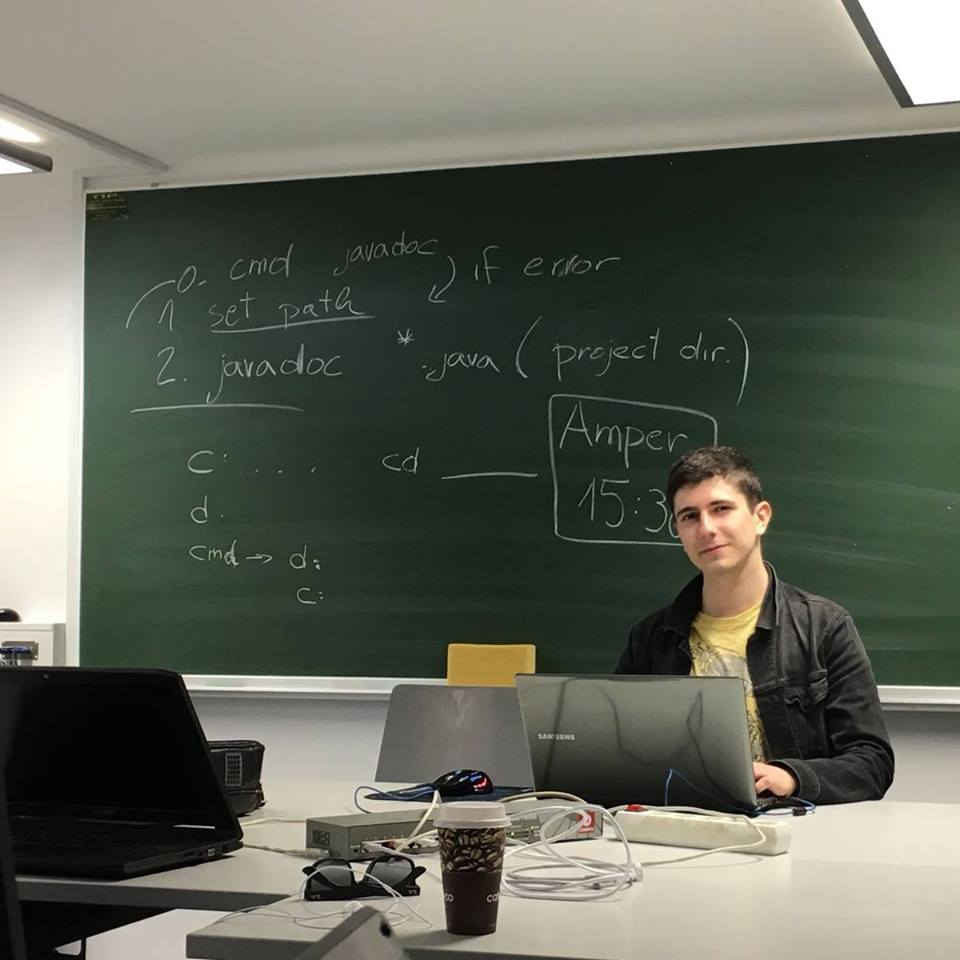 0. cmd javadoc if error
1. set path
2. javadoc *.java ( project dir. )
c: . . . .  cd ____
d.
cmd → d:
c:
Amper
15:3
SAMSUNG